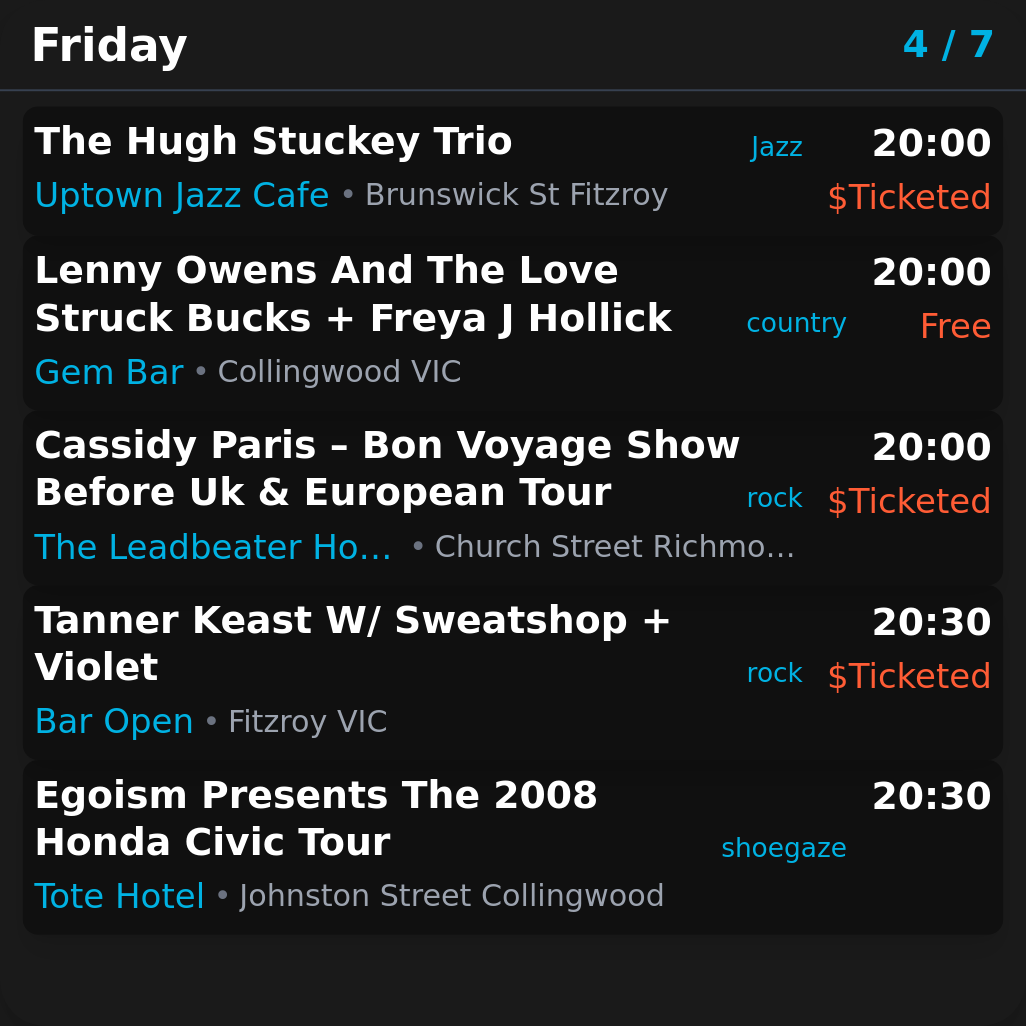 Friday
4 / 7
The Hugh Stuckey Trio
Jazz
20:00
Uptown Jazz Cafe • Brunswick St Fitzroy
$Ticketed
Lenny Owens And The Love
Struck Bucks + Freya J Hollick
country
20:00
Free
Gem Bar • Collingwood VIC
Cassidy Paris – Bon Voyage Show
Before Uk & European Tour
rock
20:00
$Ticketed
The Leadbeater Ho... • Church Street Richmo...
Tanner Keast W/ Sweatshop +
Violet
rock
20:30
$Ticketed
Bar Open • Fitzroy VIC
Egoism Presents The 2008
Honda Civic Tour
shoegaze
20:30
Tote Hotel • Johnston Street Collingwood